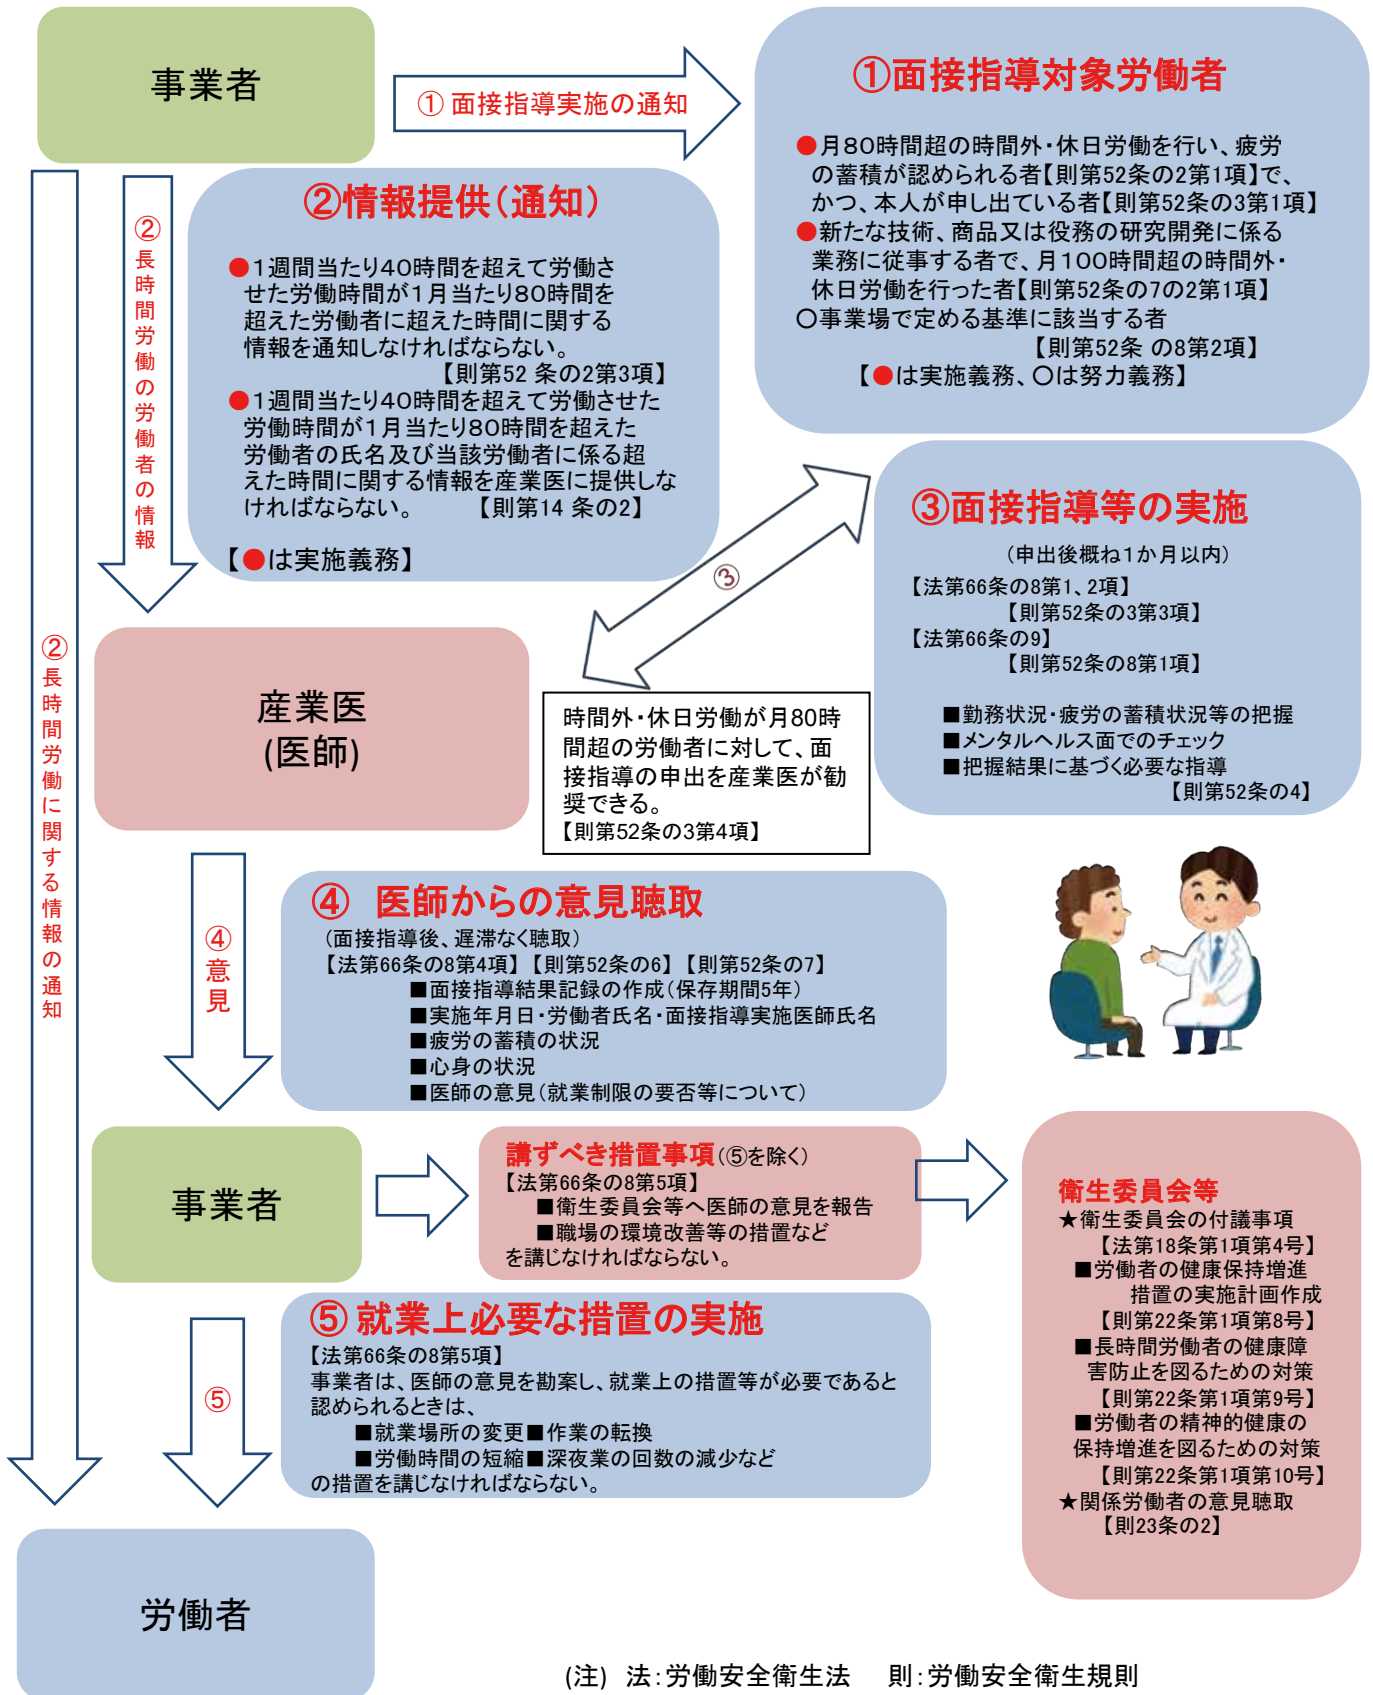 事業者
① 面接指導実施の通知
①面接指導対象労働者
●月80時間超の時間外・休日労働を行い、疲労
の蓄積が認められる者【則第52条の2第1項】で、
かつ、本人が申し出ている者【則第52条の3第1項】
●新たな技術、商品又は役務の研究開発に係る
業務に従事する者で、月100時間超の時間外・
休日労働を行った者【則第52条の7の2第1項】
○事業場で定める基準に該当する者
【則第52条 の8第2項】
【●は実施義務、○は努力義務】
②長時間労働の労働者の情報
②長時間労働に関する情報の通知
②情報提供(通知)
●1週間当たり40時間を超えて労働さ
せた労働時間が1月当たり80時間を
超えた労働者に超えた時間に関する
情報を通知しなければならない。
【則第52 条の2第3項】
●1週間当たり40時間を超えて労働させた
労働時間が1月当たり80時間を超えた
労働者の氏名及び当該労働者に係る超
えた時間に関する情報を産業医に提供しな
ければならない。 【則第14 条の2】
【●は実施義務】
③
③面接指導等の実施
(申出後概ね1か月以内)
【法第66条の8第1、2項】
【則第52条の3第3項】
【法第66条の9】
【則第52条の8第1項】
■勤務状況・疲労の蓄積状況等の把握
■メンタルヘルス面でのチェック
■把握結果に基づく必要な指導
【則第52条の4】
産業医
(医師)
時間外・休日労働が月80時
間超の労働者に対して、面
接指導の申出を産業医が勧
奨できる。
【則第52条の3第4項】
④意見
④ 医師からの意見聴取
(面接指導後、遅滞なく聴取)
【法第66条の8第4項】【則第52条の6】【則第52条の7】
■面接指導結果記録の作成(保存期間5年)
■実施年月日・労働者氏名・面接指導実施医師氏名
■疲労の蓄積の状況
■心身の状況
■医師の意見(就業制限の要否等について)
事業者
講ずべき措置事項(⑤を除く)
【法第66条の8第5項】
■衛生委員会等へ医師の意見を報告
■職場の環境改善等の措置など
を講じなければならない。
衛生委員会等
★衛生委員会の付議事項
【法第18条第1項第4号】
■労働者の健康保持増進
措置の実施計画作成
【則第22条第1項第8号】
■長時間労働者の健康障
害防止を図るための対策
【則第22条第1項第9号】
■労働者の精神的健康の
保持増進を図るための対策
【則第22条第1項第10号】
★関係労働者の意見聴取
【則23条の2】
⑤
⑤ 就業上必要な措置の実施
【法第66条の8第5項】
事業者は、医師の意見を勘案し、就業上の措置等が必要であると
認められるときは、
■就業場所の変更■作業の転換
■労働時間の短縮■深夜業の回数の減少など
の措置を講じなければならない。
労働者
(注) 法:労働安全衛生法 則:労働安全衛生規則